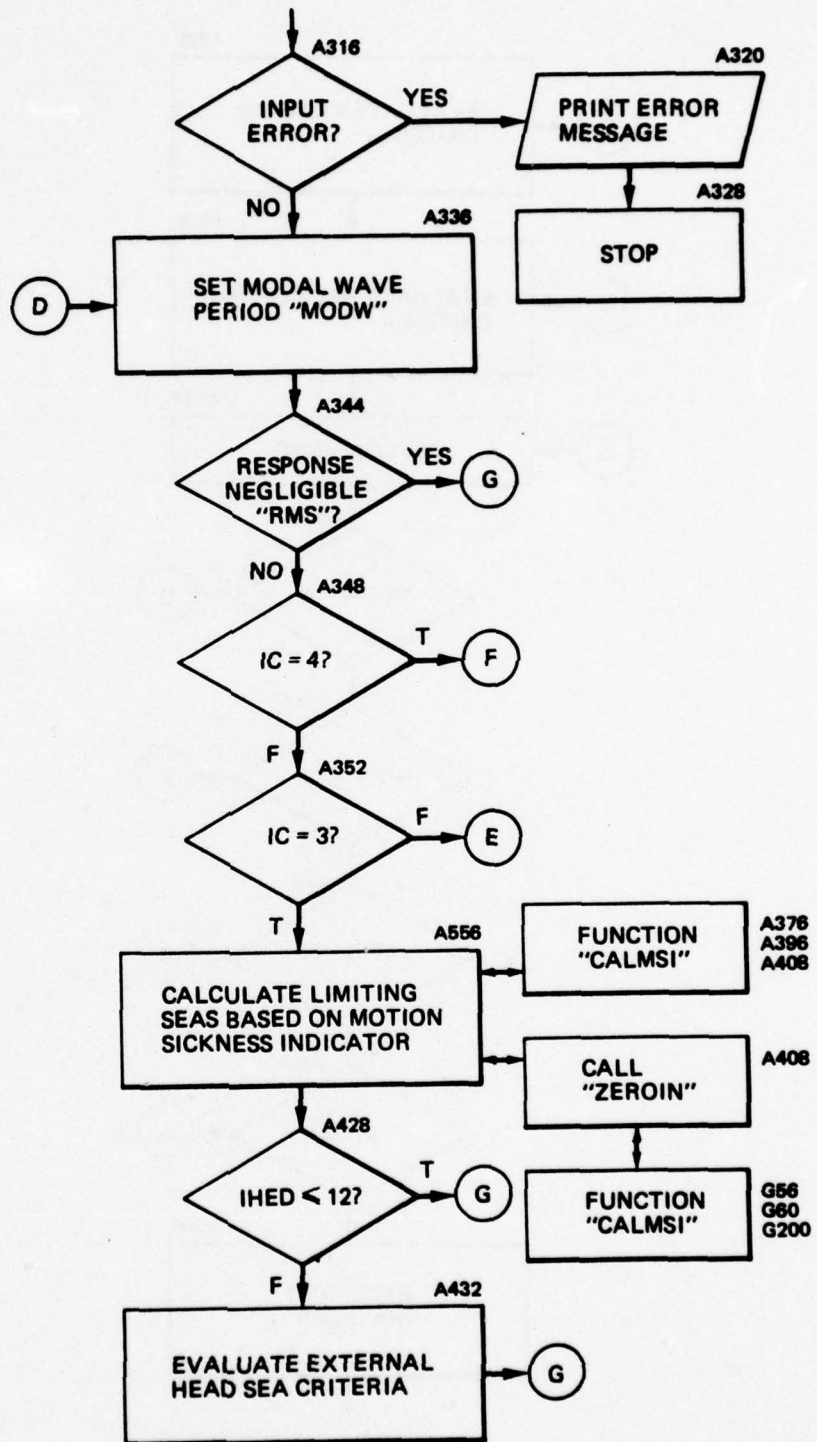 A316
INPUT
ERROR?
YES
A320
PRINT ERROR
MESSAGE
A328
STOP
NO
A336
D
SET MODAL WAVE
PERIOD "MODW"
A344
RESPONSE
NEGLIGIBLE
"RMS"?
YES
G
NO
A348
IC = 4?
T
F
F
A352
IC = 3?
F
E
T
A556
CALCULATE LIMITING
SEAS BASED ON MOTION
SICKNESS INDICATOR
FUNCTION
"CALMSI"
A376
A396
A408
CALL
"ZEROIN"
A408
FUNCTION
"CALMSI"
G56
G60
G200
A428
IHED ≤ 12?
T
G
F
A432
EVALUATE EXTERNAL
HEAD SEA CRITERIA
G